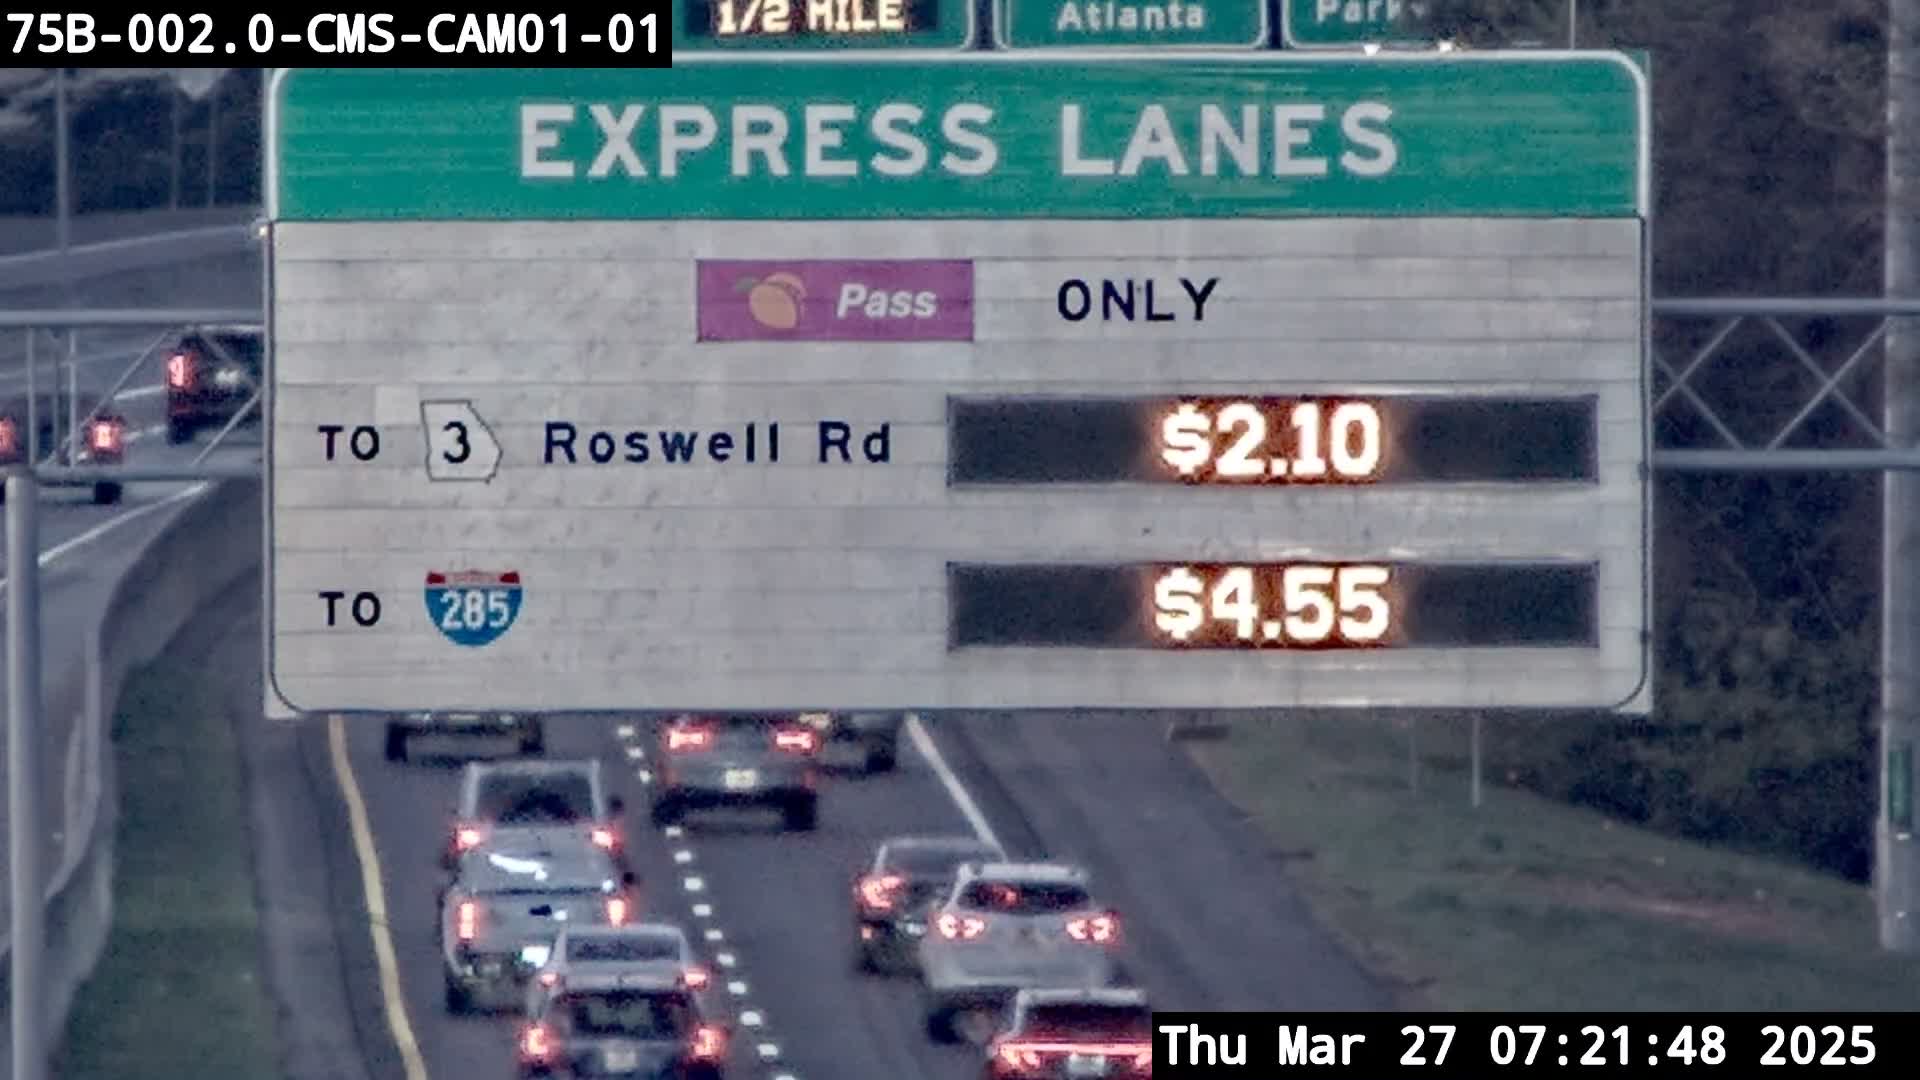 75B-002.0-CMS-CAM01-01
1/2 MILE
Atlanta
Park
EXPRESS LANES
Pass ONLY
TO 3 Roswell Rd $2.10
TO 285 $4.55
Thu Mar 27 07:21:48 2025